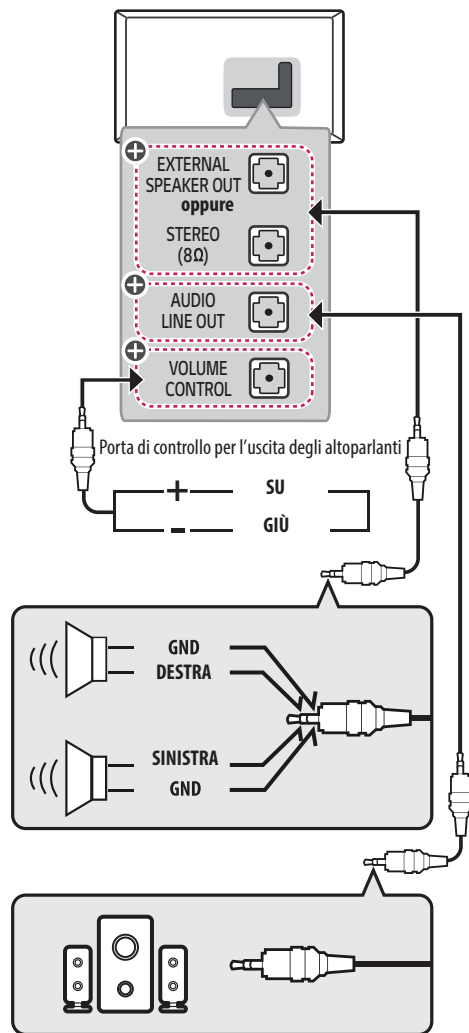 EXTERNAL
SPEAKER OUT
oppure
STEREO
(8Ω)
AUDIO
LINE OUT
VOLUME
CONTROL
Porta di controllo per l'uscita degli altoparlanti
+ SU
- GIÙ
GND
DESTRA
SINISTRA
GND